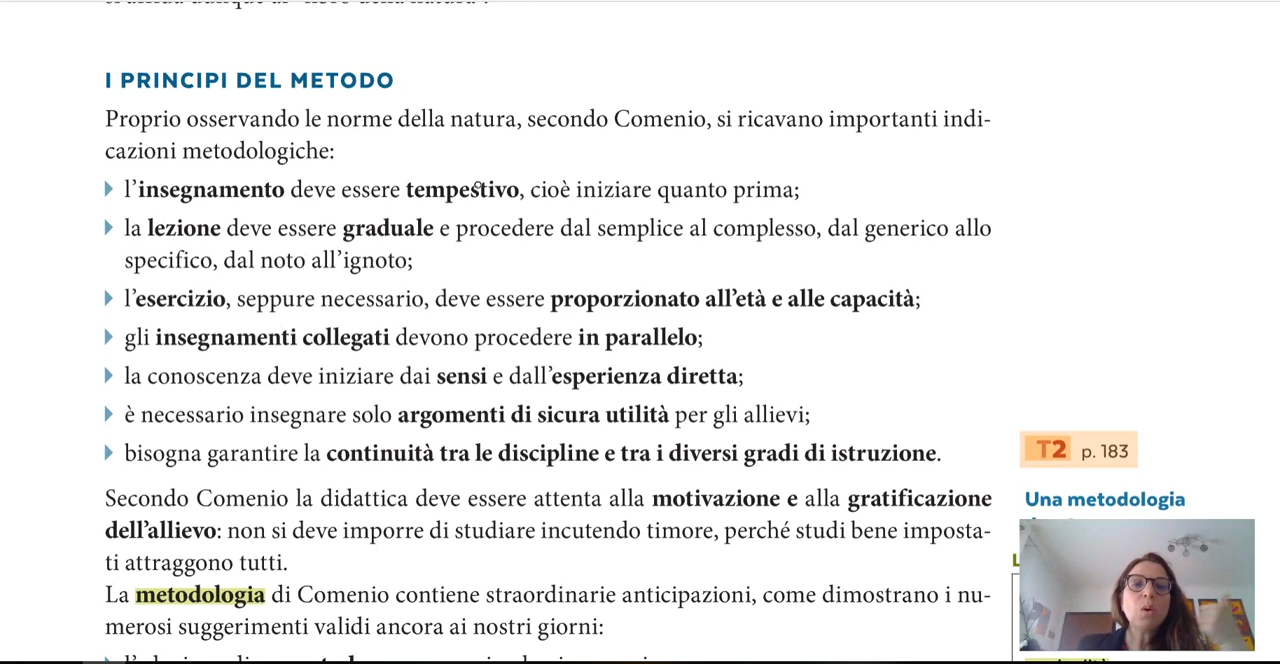 I PRINCIPI DEL METODO
Proprio osservando le norme della natura, secondo Comenio, si ricavano importanti indi-
cazioni metodologiche:
l'insegnamento deve essere tempestivo, cioè iniziare quanto prima;
la lezione deve essere graduale e procedere dal semplice al complesso, dal generico allo
specifico, dal noto all'ignoto;
l'esercizio, seppure necessario, deve essere proporzionato all'età e alle capacità;
gli insegnamenti collegati devono procedere in parallelo;
la conoscenza deve iniziare dai sensi e dall'esperienza diretta;
è necessario insegnare solo argomenti di sicura utilità per gli allievi;
bisogna garantire la continuità tra le discipline e tra i diversi gradi di istruzione.
T2 p. 183
Secondo Comenio la didattica deve essere attenta alla motivazione e alla gratificazione
dell'allievo: non si deve imporre di studiare incutendo timore, perché studi bene imposta-
ti attraggono tutti.
La metodologia di Comenio contiene straordinarie anticipazioni, come dimostrano i nu-
merosi suggerimenti validi ancora ai nostri giorni:
Una metodologia